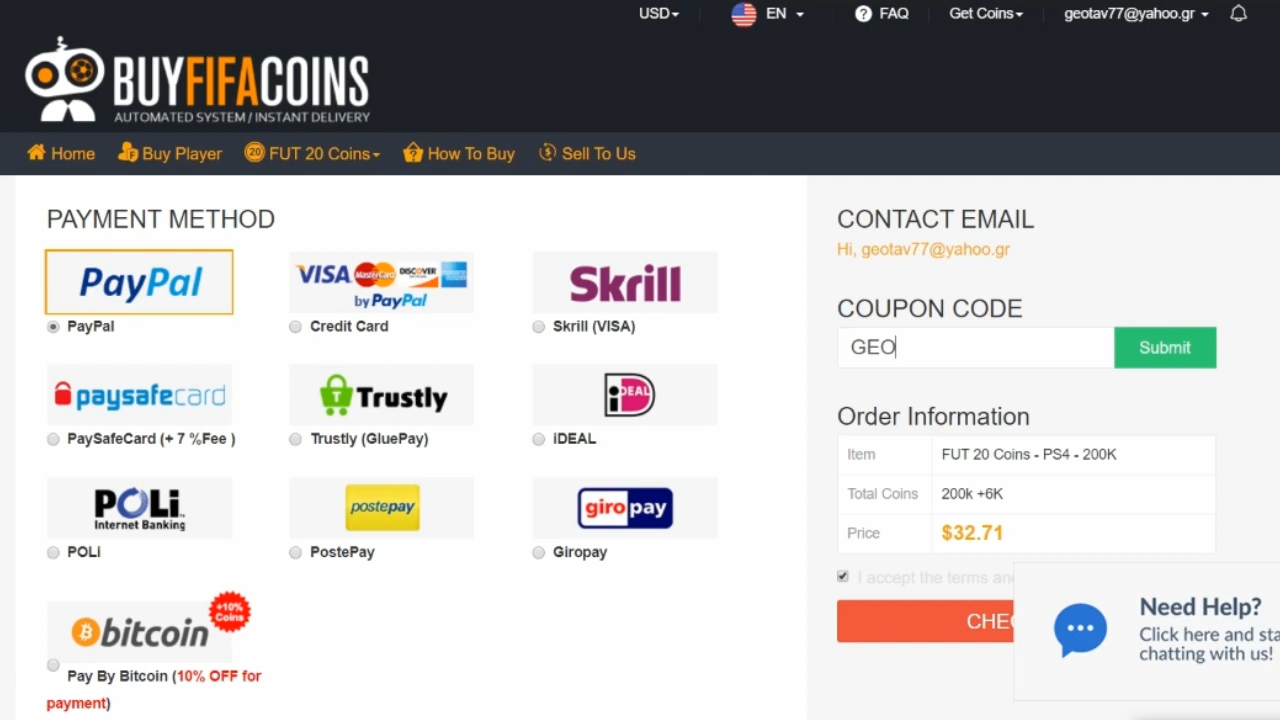 USD
EN
FAQ
Get Coins
geotav77@yahoo.gr
BUYFIFACOINS
AUTOMATED SYSTEM / INSTANT DELIVERY
Home
Buy Player
20
FUT 20 Coins
How To Buy
Sell To Us
PAYMENT METHOD
PayPal
PayPal
VISA MasterCard DISCOVER
by PayPal
Credit Card
Skrill
Skrill (VISA)
paysafecard
PaySafeCard (+ 7 %Fee )
Trustly
Trustly (GluePay)
iDEAL
iDEAL
POLi
Internet Banking
POLi
postepay
PostePay
giropay
Giropay
bitcoin
+10%
Coins
Pay By Bitcoin (10% OFF for
payment)
CONTACT EMAIL
Hi, geotav77@yahoo.gr
COUPON CODE
GEO
Submit
Order Information
Item FUT 20 Coins - PS4 - 200K
Total Coins 200k +6K
Price $32.71
I accept the terms an
CHE
Need Help?
Click here and sta
chatting with us!